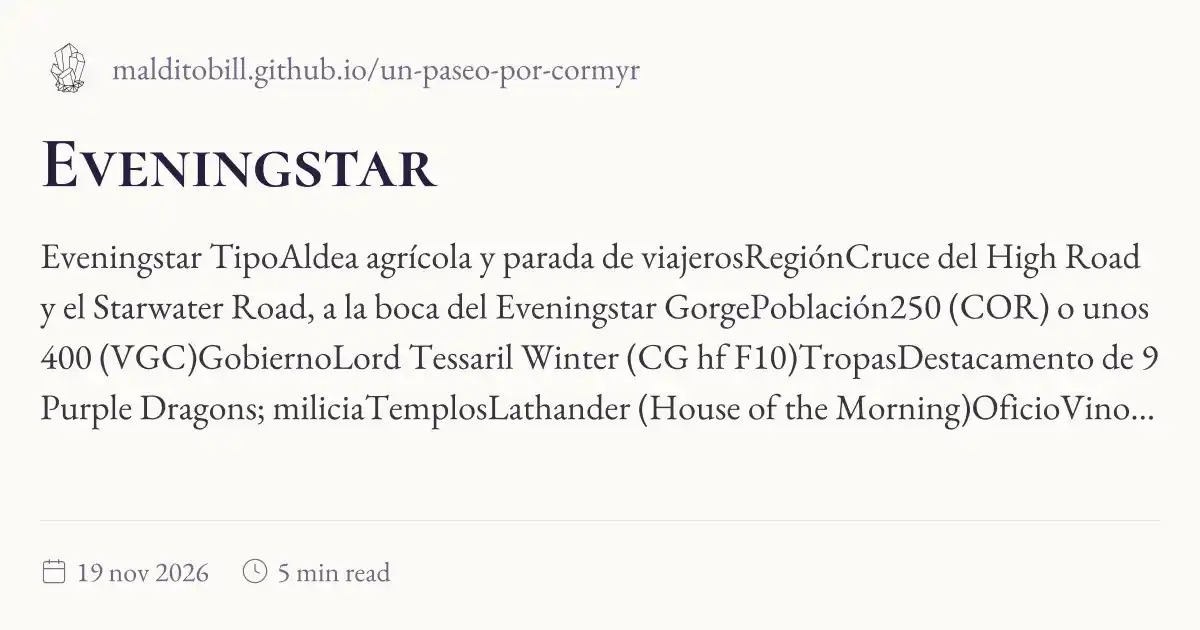 malditobill.github.io/un-paseo-por-cormyr
Eveningstar
Eveningstar TipoAldea agrícola y parada de viajerosRegiónCruce del High Road
y el Starwater Road, a la boca del Eveningstar GorgePoblación250 (COR) o unos
400 (VGC)GobiernoLord Tessaril Winter (CG hf F10)TropasDestacamento de 9
Purple Dragons; miliciaTemplosLathander (House of the Morning)OficioVino...
19 nov 2026
5 min read